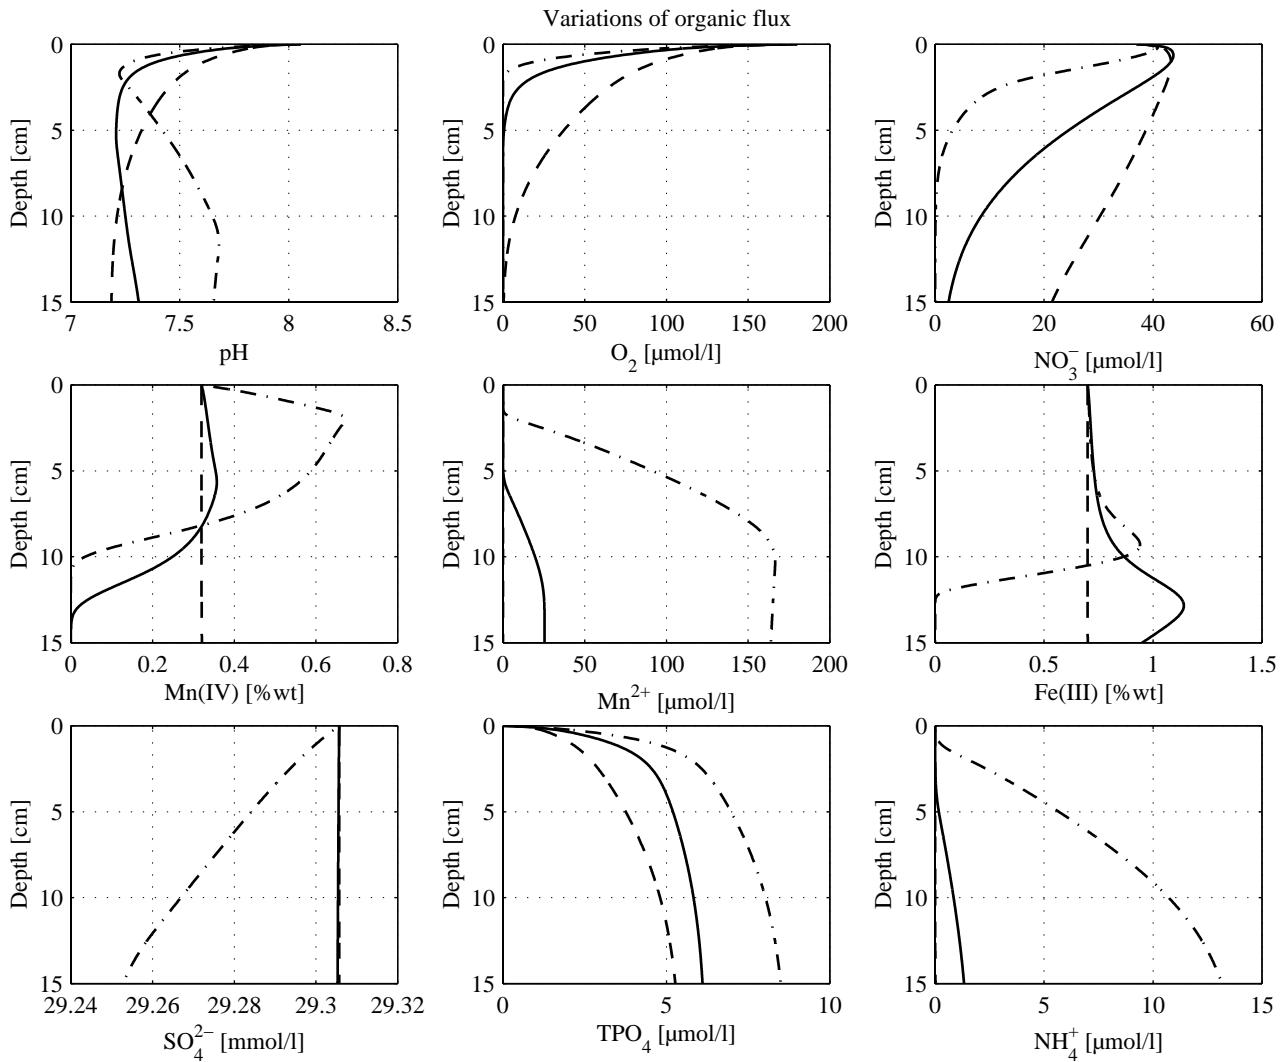 Variations of organic flux
0
5
10
15
Depth [cm]
7 7.5 8 8.5
pH
0
5
10
15
Depth [cm]
0 50 100 150 200
O₂ [µmol/l]
0
5
10
15
Depth [cm]
0 20 40 60
NO₃⁻ [µmol/l]
0
5
10
15
Depth [cm]
0 0.2 0.4 0.6 0.8
Mn(IV) [%wt]
0
5
10
15
Depth [cm]
0 50 100 150 200
Mn²⁺ [µmol/l]
0
5
10
15
Depth [cm]
0 0.5 1 1.5
Fe(III) [%wt]
0
5
10
15
Depth [cm]
29.24 29.26 29.28 29.3 29.32
SO₄²⁻ [mmol/l]
0
5
10
15
Depth [cm]
0 5 10
TPO₄ [µmol/l]
0
5
10
15
Depth [cm]
0 5 10 15
NH₄⁺ [µmol/l]